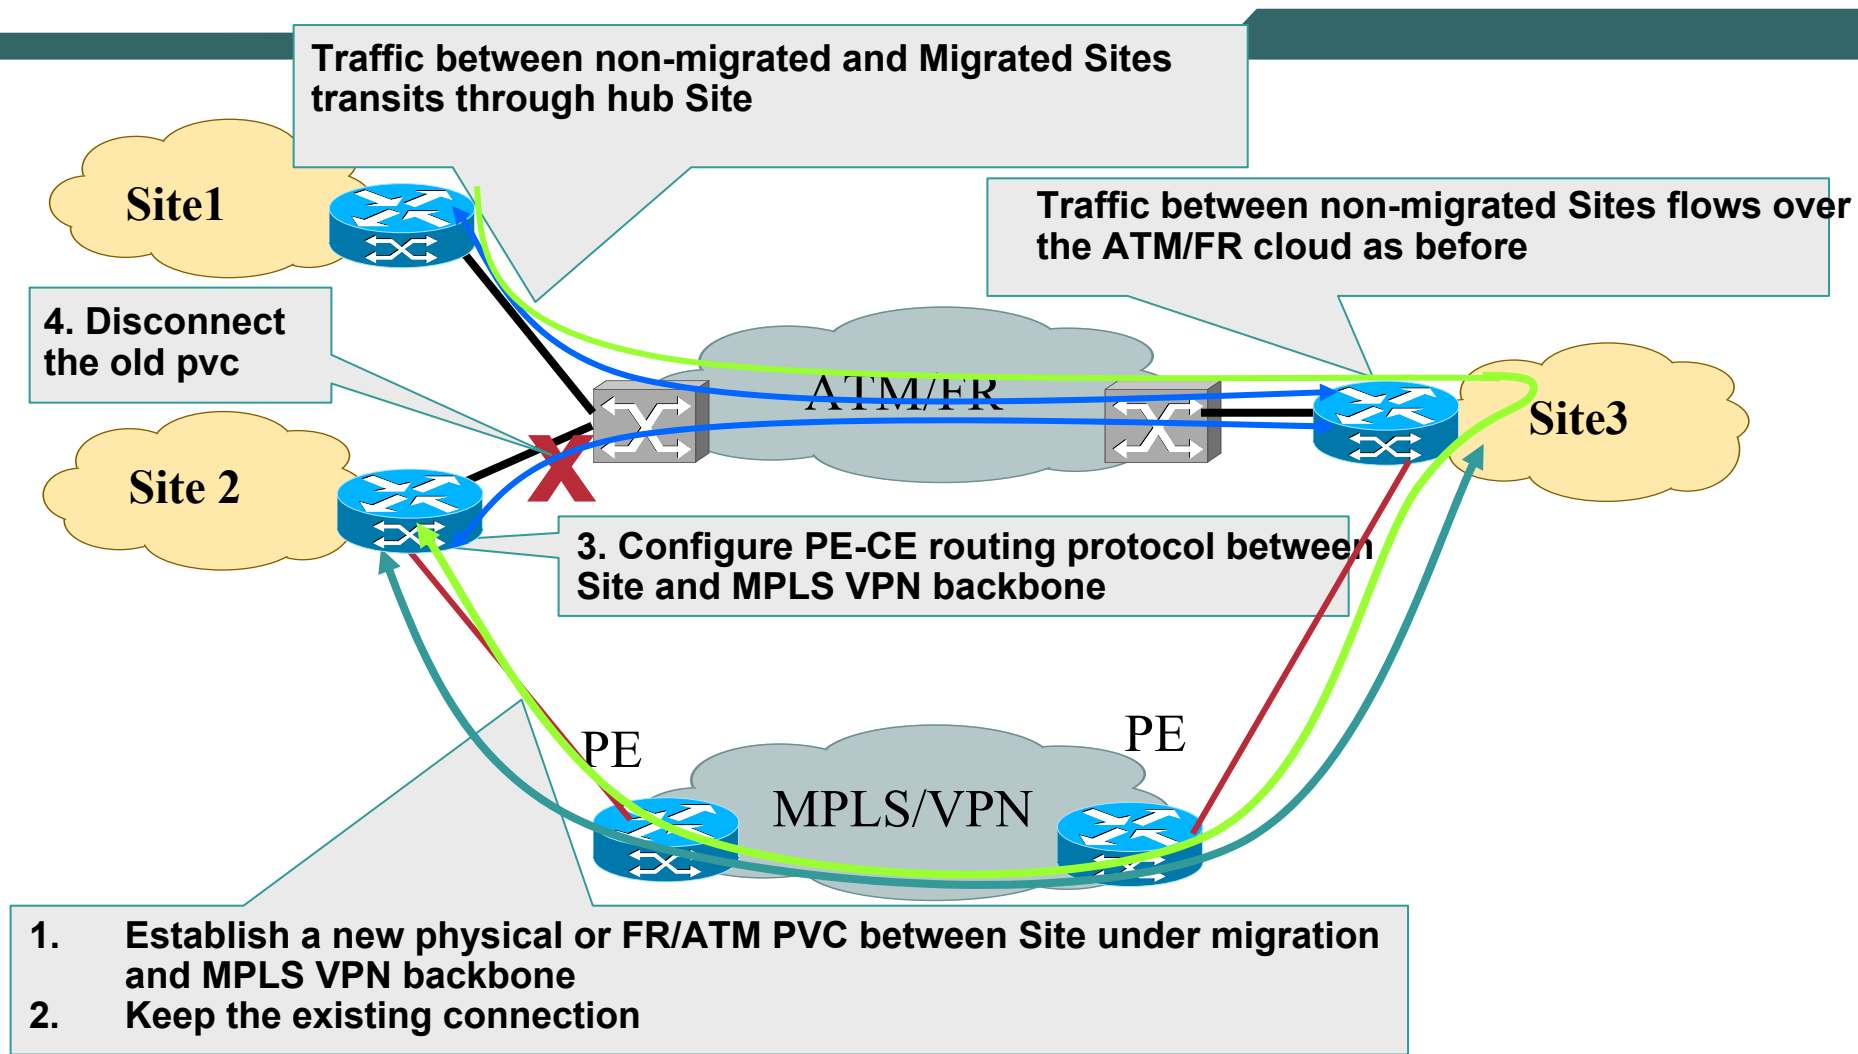 Traffic between non-migrated and Migrated Sites
transits through hub Site
Site1
Traffic between non-migrated Sites flows over
the ATM/FR cloud as before
4. Disconnect
the old pvc
ATM/FR
Site3
Site 2
3. Configure PE-CE routing protocol between
Site and MPLS VPN backbone
PE
PE
MPLS/VPN
1. Establish a new physical or FR/ATM PVC between Site under migration
and MPLS VPN backbone
2. Keep the existing connection